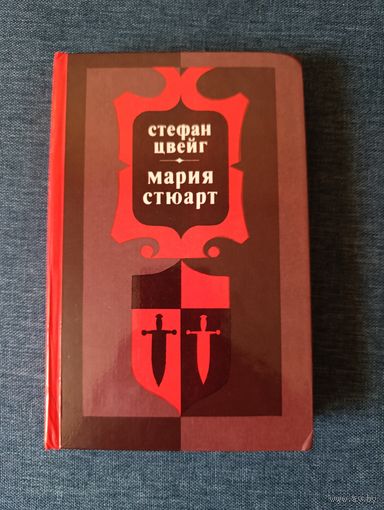 стефан
цвейг
мария
стюарт